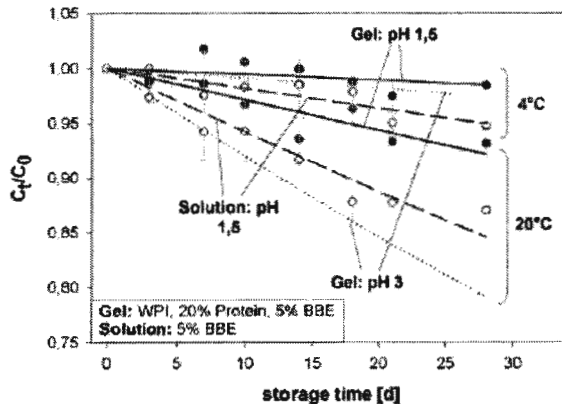 1,05
1,00
0,95
0,90
0,85
0,80
0,75
C_t/C_0
Gel: pH 1,5
4°C
20°C
Solution: pH
1,5
Gel: pH 3
Gel: WPI, 20% Protein, 5% BBE
Solution: 5% BBE
0 5 10 15 20 25 30
storage time [d]